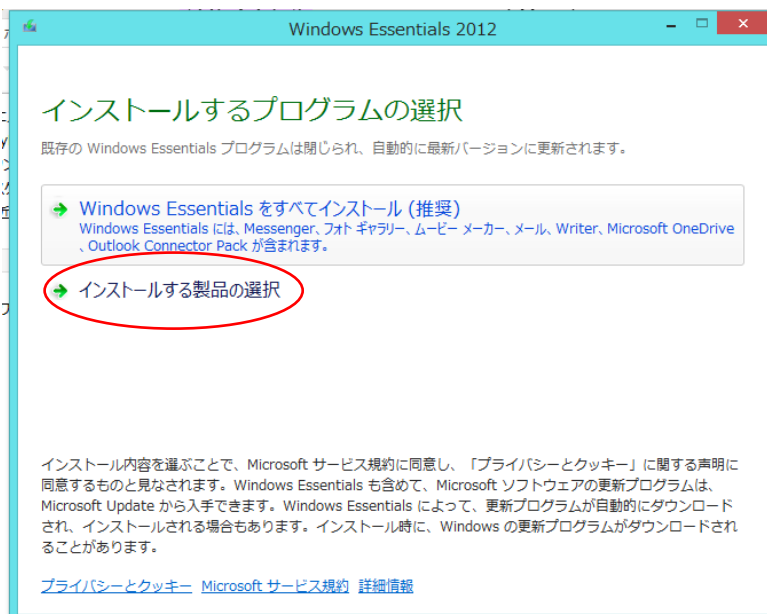 Windows Essentials 2012
インストールするプログラムの選択
既存の Windows Essentials プログラムは閉じられ、自動的に最新バージョンに更新されます。
Windows Essentials をすべてインストール (推奨)
Windows Essentials には、Messenger、フォト ギャラリー、ムービー メーカー、メール、Writer、Microsoft OneDrive
、Outlook Connector Pack が含まれます。
インストールする製品の選択
インストール内容を選ぶことで、Microsoft サービス規約に同意し、「プライバシーとクッキー」に関する声明に
同意するものと見なされます。Windows Essentials も含めて、Microsoft ソフトウェアの更新プログラムは、
Microsoft Update から入手できます。Windows Essentials によって、更新プログラムが自動的にダウンロード
され、インストールされる場合もあります。インストール時に、Windows の更新プログラムがダウンロードされ
ることがあります。
プライバシーとクッキー Microsoft サービス規約 詳細情報